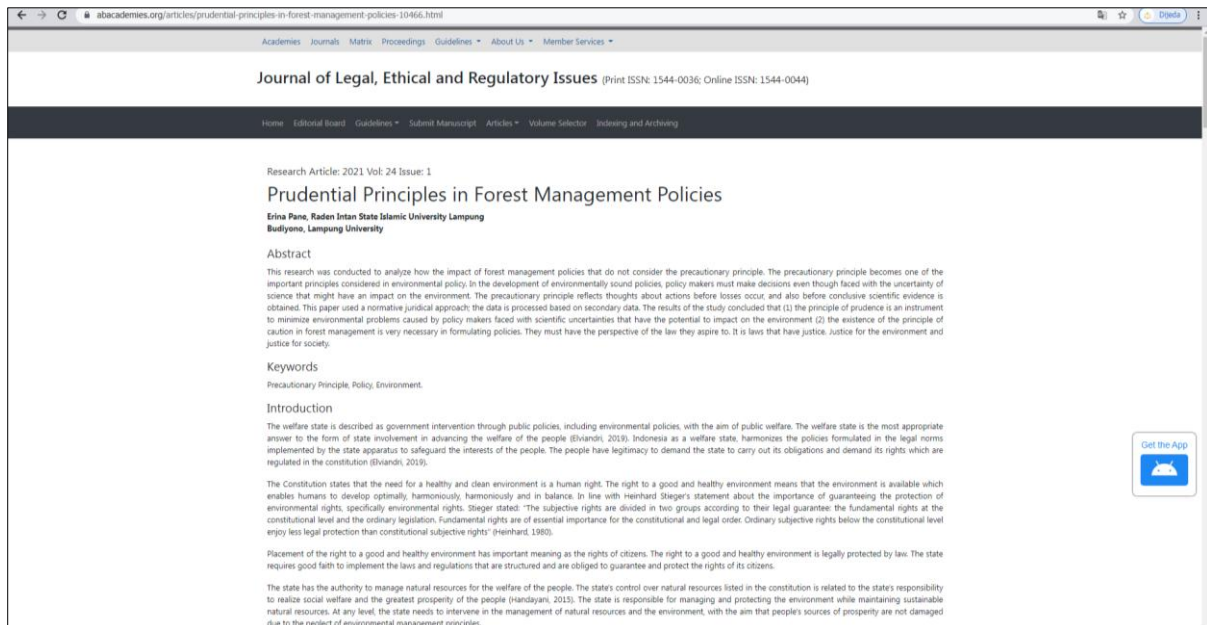 abacademies.org/articles/prudential-principles-in-forest-management-policies-10466.html
Dijeda
Academies Journals Matrix Proceedings Guidelines About Us Member Services
Journal of Legal, Ethical and Regulatory Issues (Print ISSN: 1544-0036; Online ISSN: 1544-0044)
Home Editorial Board Guidelines Submit Manuscript Articles Volume Selector Indexing and Archiving
Research Article: 2021 Vol: 24 Issue: 1
Prudential Principles in Forest Management Policies
Erina Pane, Raden Intan State Islamic University Lampung
Budiyono, Lampung University
Abstract
This research was conducted to analyze how the impact of forest management policies that do not consider the precautionary principle. The precautionary principle becomes one of the
important principles considered in environmental policy. In the development of environmentally sound policies, policy makers must make decisions even though faced with the uncertainty of
science that might have an impact on the environment. The precautionary principle reflects thoughts about actions before losses occur, and also before conclusive scientific evidence is
obtained. This paper used a normative juridical approach; the data is processed based on secondary data. The results of the study concluded that (1) the principle of prudence is an instrument
to minimize environmental problems caused by policy makers faced with scientific uncertainties that have the potential to impact on the environment (2) the existence of the principle of
caution in forest management is very necessary in formulating policies. They must have the perspective of the law they aspire to. It is laws that have justice. Justice for the environment and
justice for society.
Keywords
Precautionary Principle, Policy, Environment.
Introduction
The welfare state is described as government intervention through public policies, including environmental policies, with the aim of public welfare. The welfare state is the most appropriate
answer to the form of state involvement in advancing the welfare of the people (Elviandri, 2019). Indonesia as a welfare state, harmonizes the policies formulated in the legal norms
implemented by the state apparatus to safeguard the interests of the people. The people have legitimacy to demand the state to carry out its obligations and demand its rights which are
regulated in the constitution (Elviandri, 2019).
The Constitution states that the need for a healthy and clean environment is a human right. The right to a good and healthy environment means that the environment is available which
enables humans to develop optimally, harmoniously, harmoniously and in balance. In line with Heinhard Stieger's statement about the importance of guaranteeing the protection of
environmental rights, specifically environmental rights. Stieger stated: "The subjective rights are divided in two groups according to their legal guarantee: the fundamental rights at the
constitutional level and the ordinary legislation. Fundamental rights are of essential importance for the constitutional and legal order. Ordinary subjective rights below the constitutional level
enjoy less legal protection than constitutional subjective rights" (Heinhard, 1980).
Placement of the right to a good and healthy environment has important meaning as the rights of citizens. The right to a good and healthy environment is legally protected by law. The state
requires good faith to implement the laws and regulations that are structured and are obliged to guarantee and protect the rights of its citizens.
The state has the authority to manage natural resources for the welfare of the people. The state's control over natural resources listed in the constitution is related to the state's responsibility
to realize social welfare and the greatest prosperity of the people (Handayani, 2015). The state is responsible for managing and protecting the environment while maintaining sustainable
natural resources. At any level, the state needs to intervene in the management of natural resources and the environment, with the aim that people's sources of prosperity are not damaged
due to the neglect of environmental management principles.
Get the App